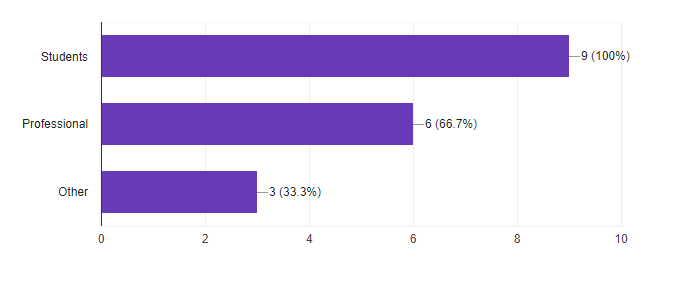 Students 9 (100%)
Professional 6 (66.7%)
Other 3 (33.3%)
0 2 4 6 8 10